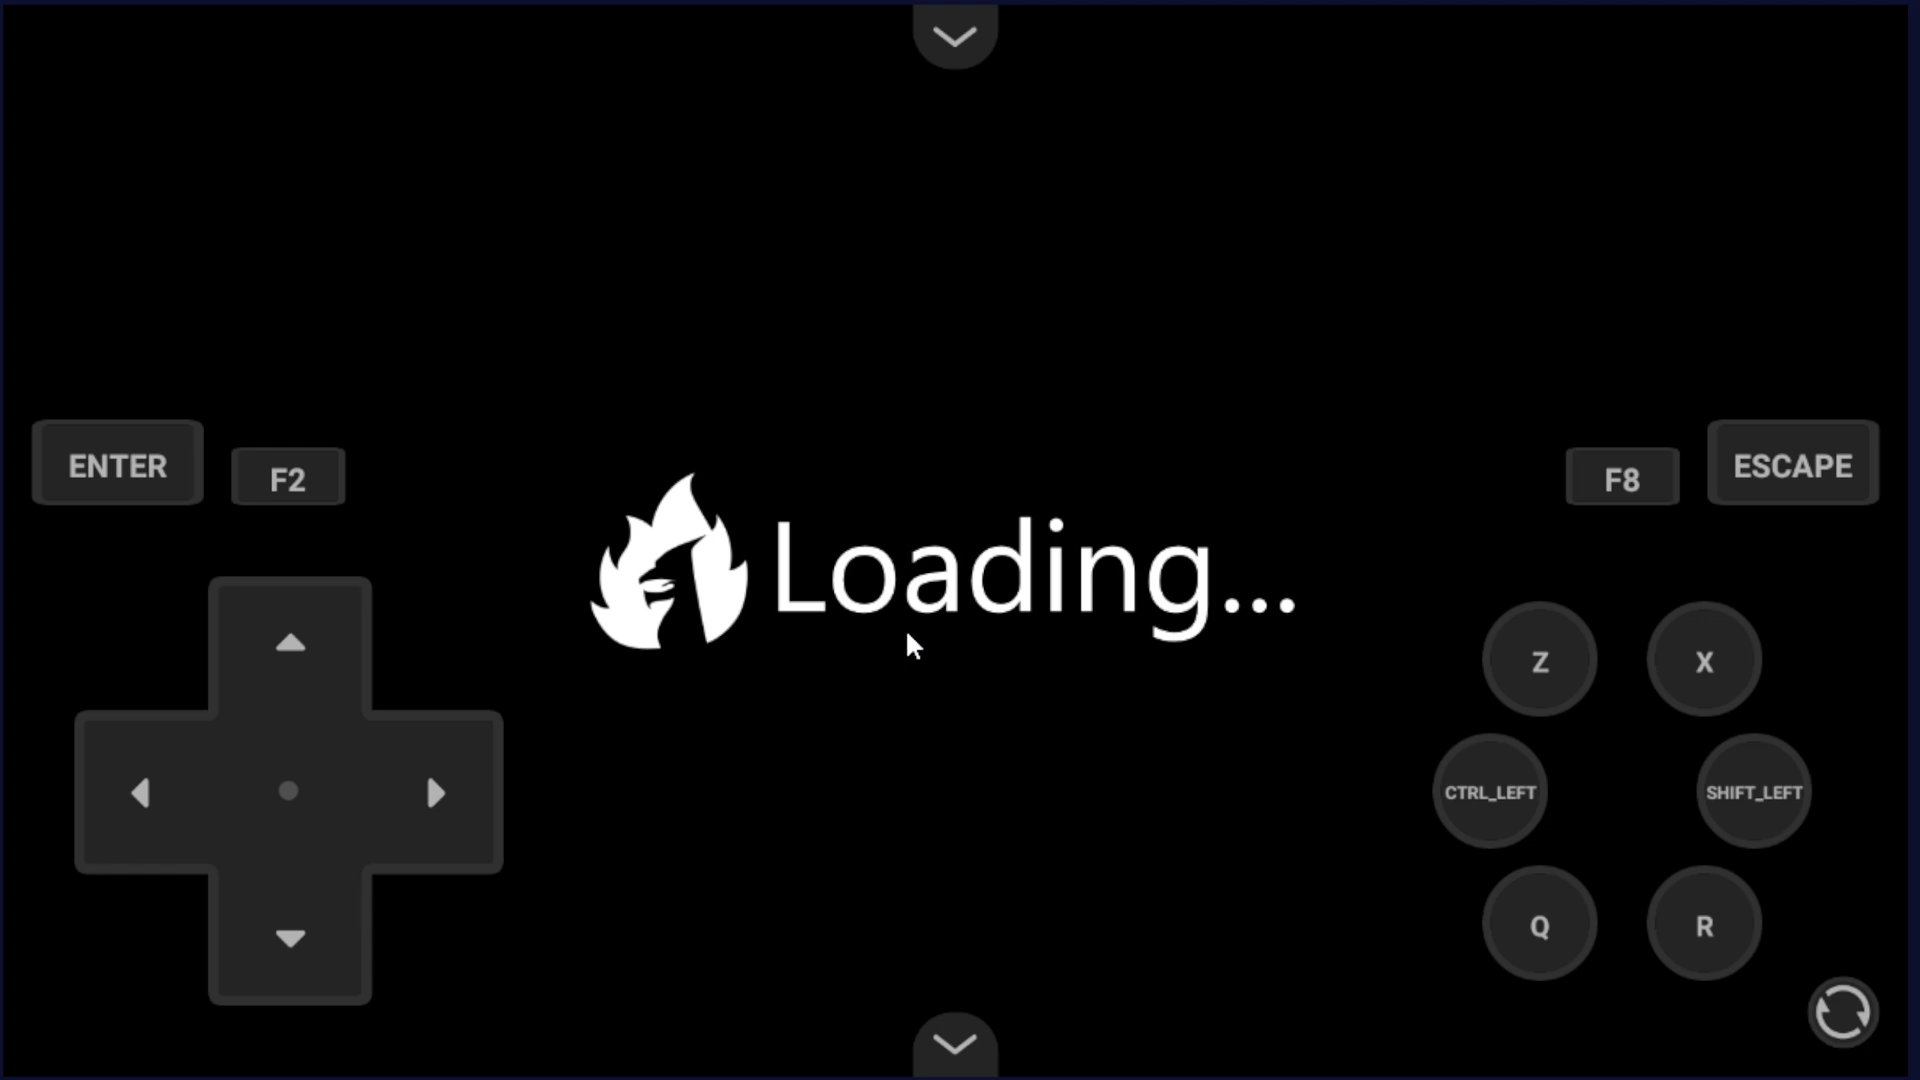 ENTER
F2
F8
ESCAPE
Loading...
Z
X
CTRL_LEFT
SHIFT_LEFT
Q
R